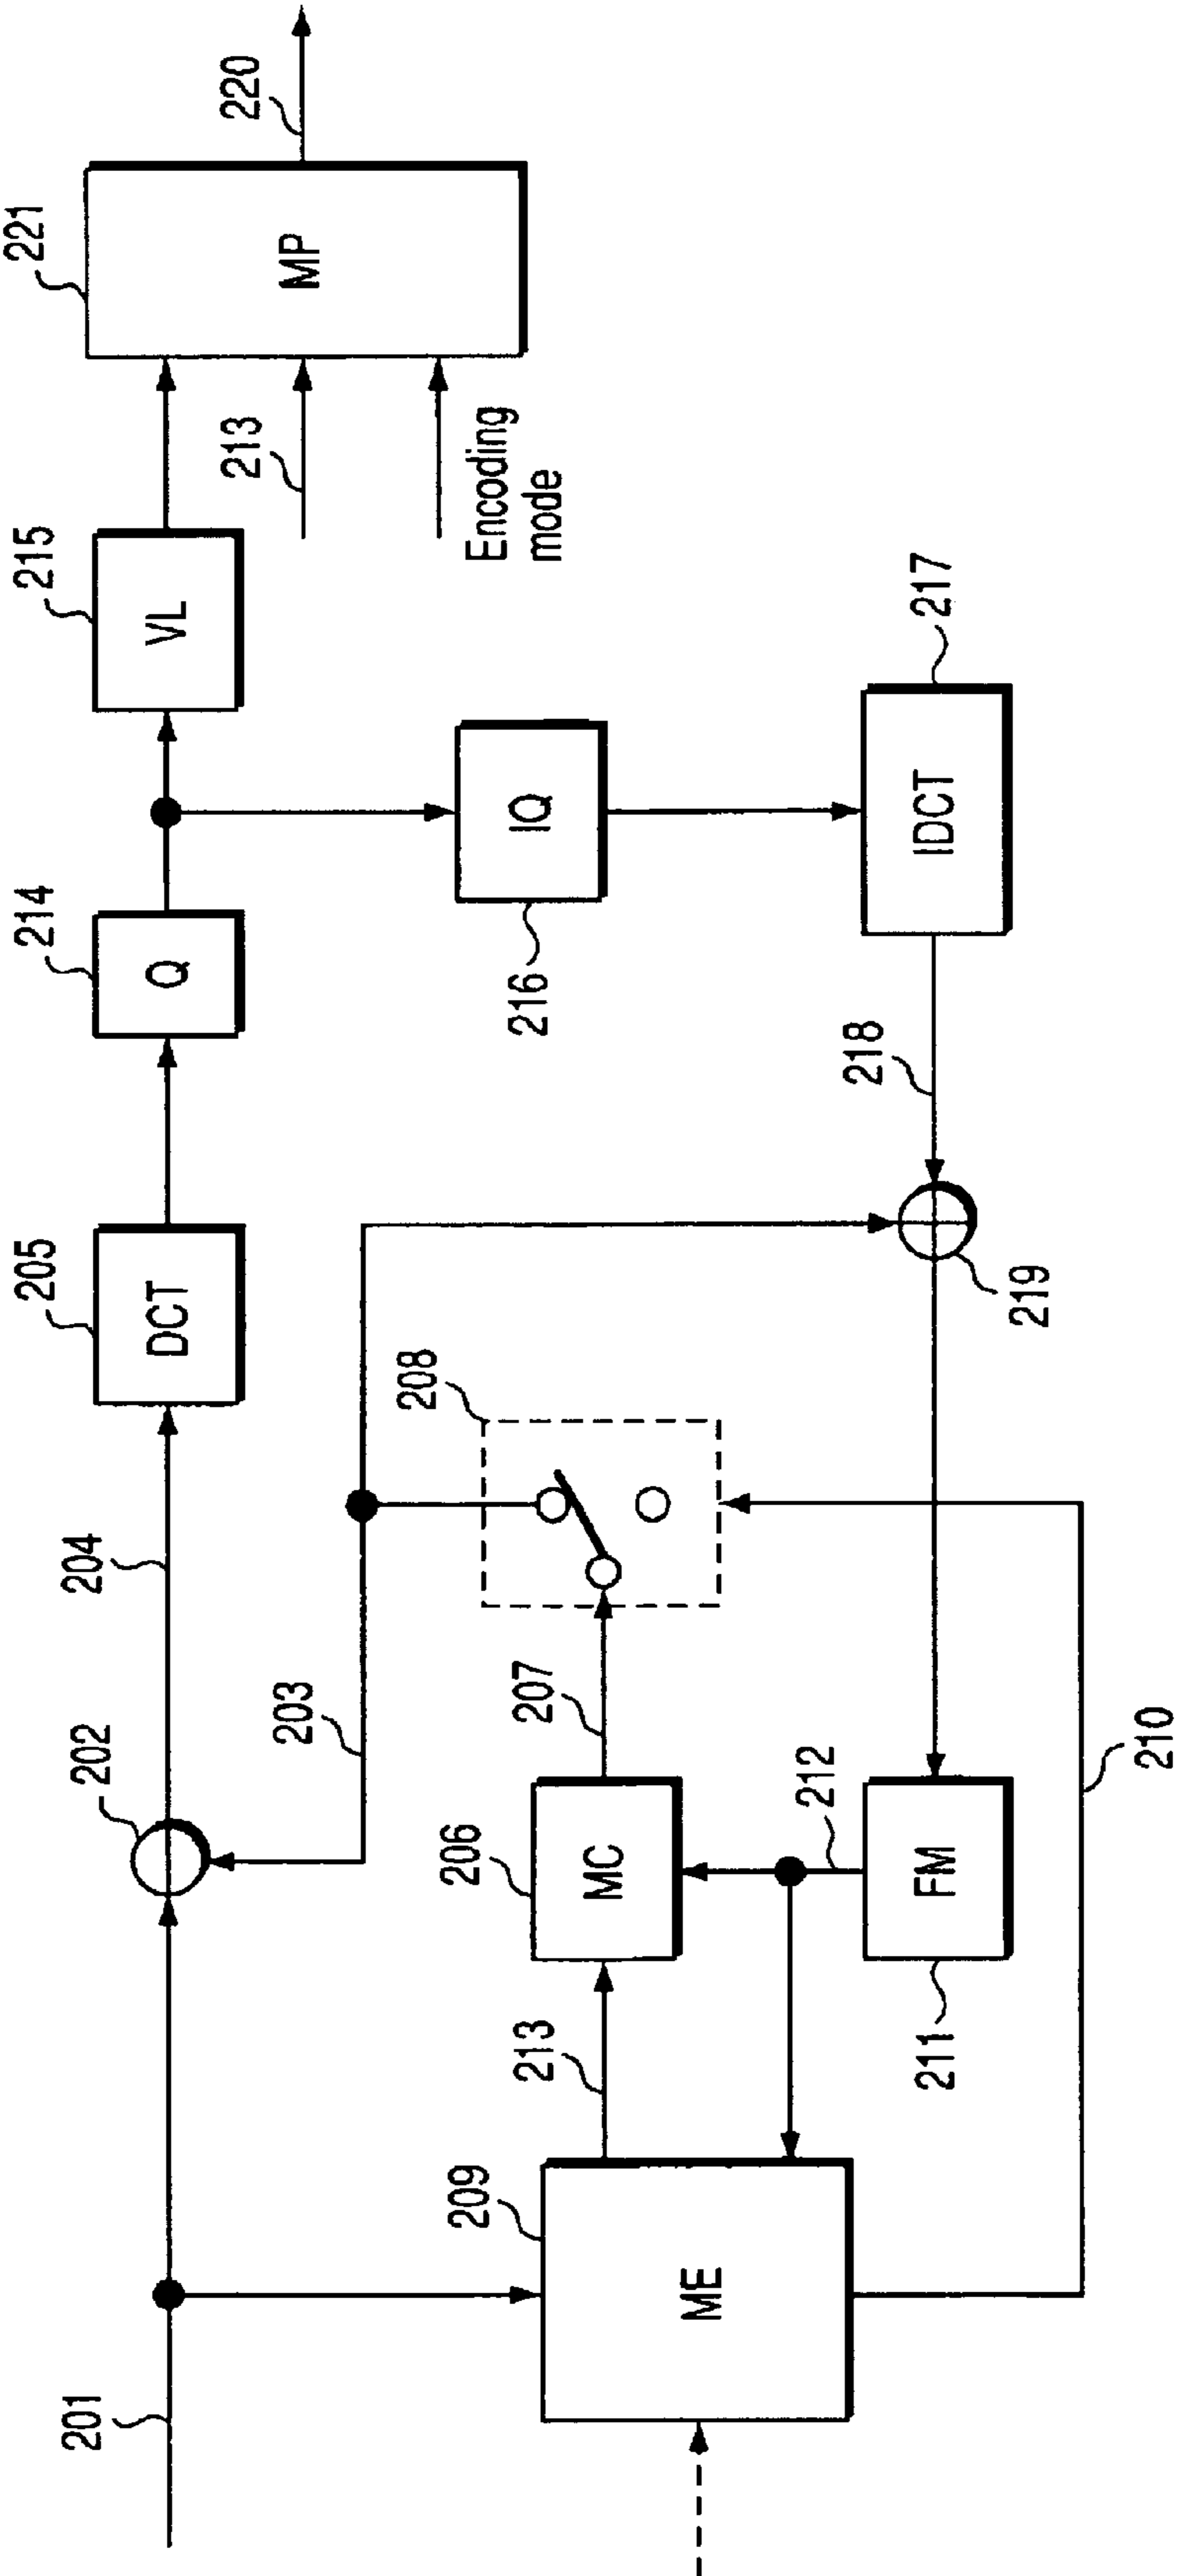 201
202
204
205
DCT
214
Q
215
VL
221
MP
220
213
Encoding
mode
203
208
216
IQ
209
ME
213
206
MC
207
212
211
FM
218
219
217
IDCT
210